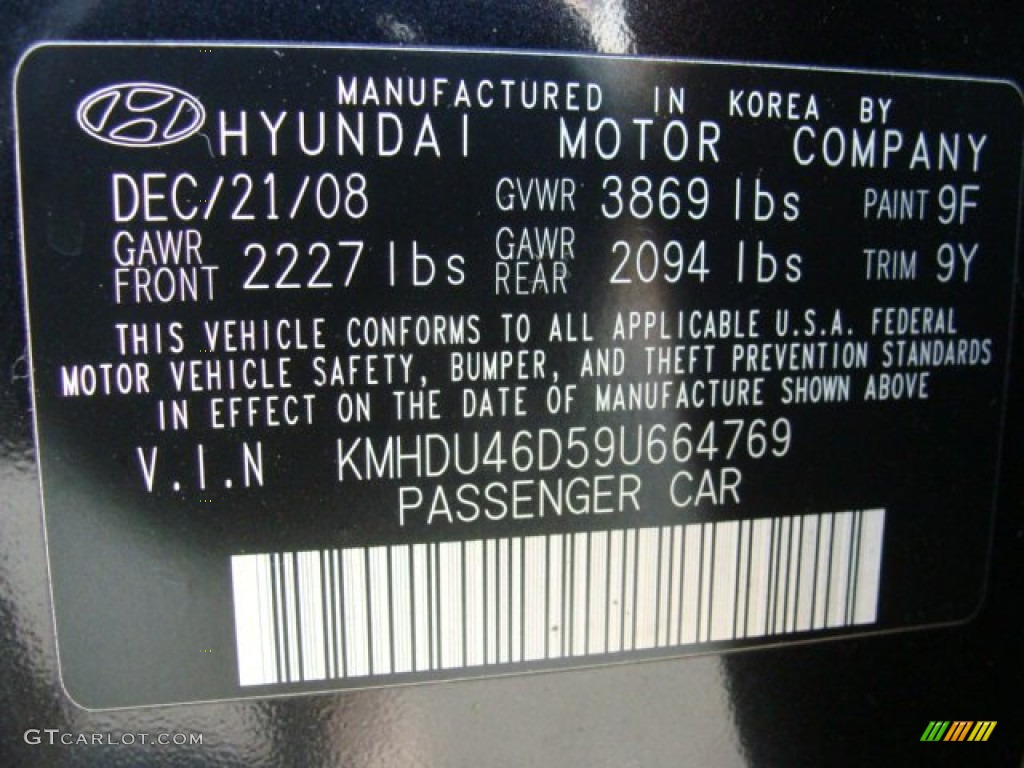 MANUFACTURED IN KOREA BY
HYUNDAI MOTOR COMPANY
DEC/21/08 GVWR 3869 lbs PAINT 9F
GAWR FRONT 2227 lbs GAWR REAR 2094 lbs TRIM 9Y
THIS VEHICLE CONFORMS TO ALL APPLICABLE U.S.A. FEDERAL
MOTOR VEHICLE SAFETY, BUMPER, AND THEFT PREVENTION STANDARDS
IN EFFECT ON THE DATE OF MANUFACTURE SHOWN ABOVE
V.I.N KMHDU46D59U664769
PASSENGER CAR
GTCARLOT.COM